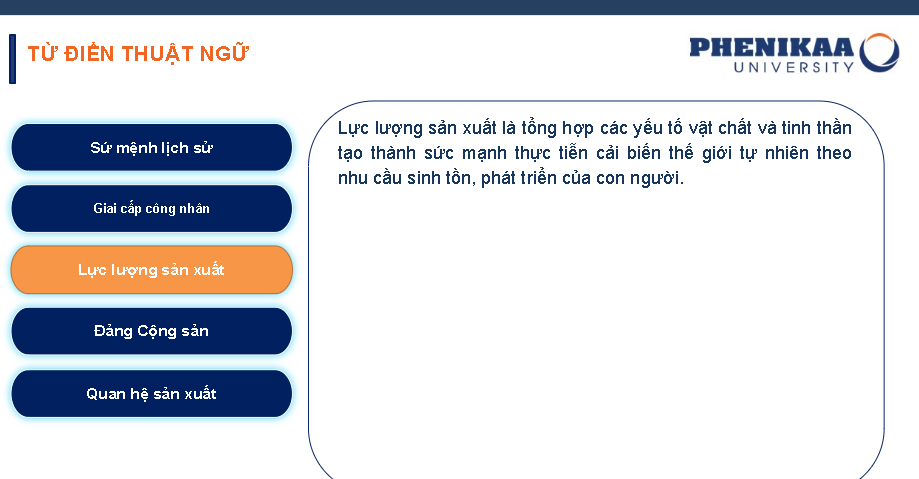 TỪ ĐIỂN THUẬT NGỮ
PHENIKAA
UNIVERSITY
Sứ mệnh lịch sử
Giai cấp công nhân
Lực lượng sản xuất
Đảng Cộng sản
Quan hệ sản xuất
Lực lượng sản xuất là tổng hợp các yếu tố vật chất và tinh thần
tạo thành sức mạnh thực tiễn cải biến thế giới tự nhiên theo
nhu cầu sinh tồn, phát triển của con người.